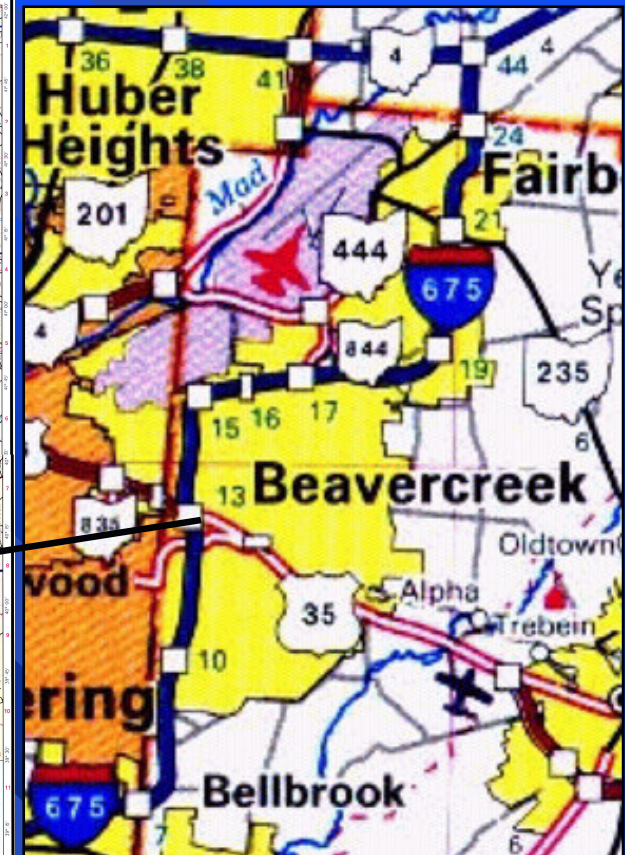 36
38
41
4
4
44
Huber
Heights
24
Mad
Fairb
201
21
444
Ye
Sp
675
4
844
19
235
15
16
17
6
13
Beavercreek
835
Oldtown
wood
Alpha
35
Trebein
10
ering
675
Bellbrook
7
6